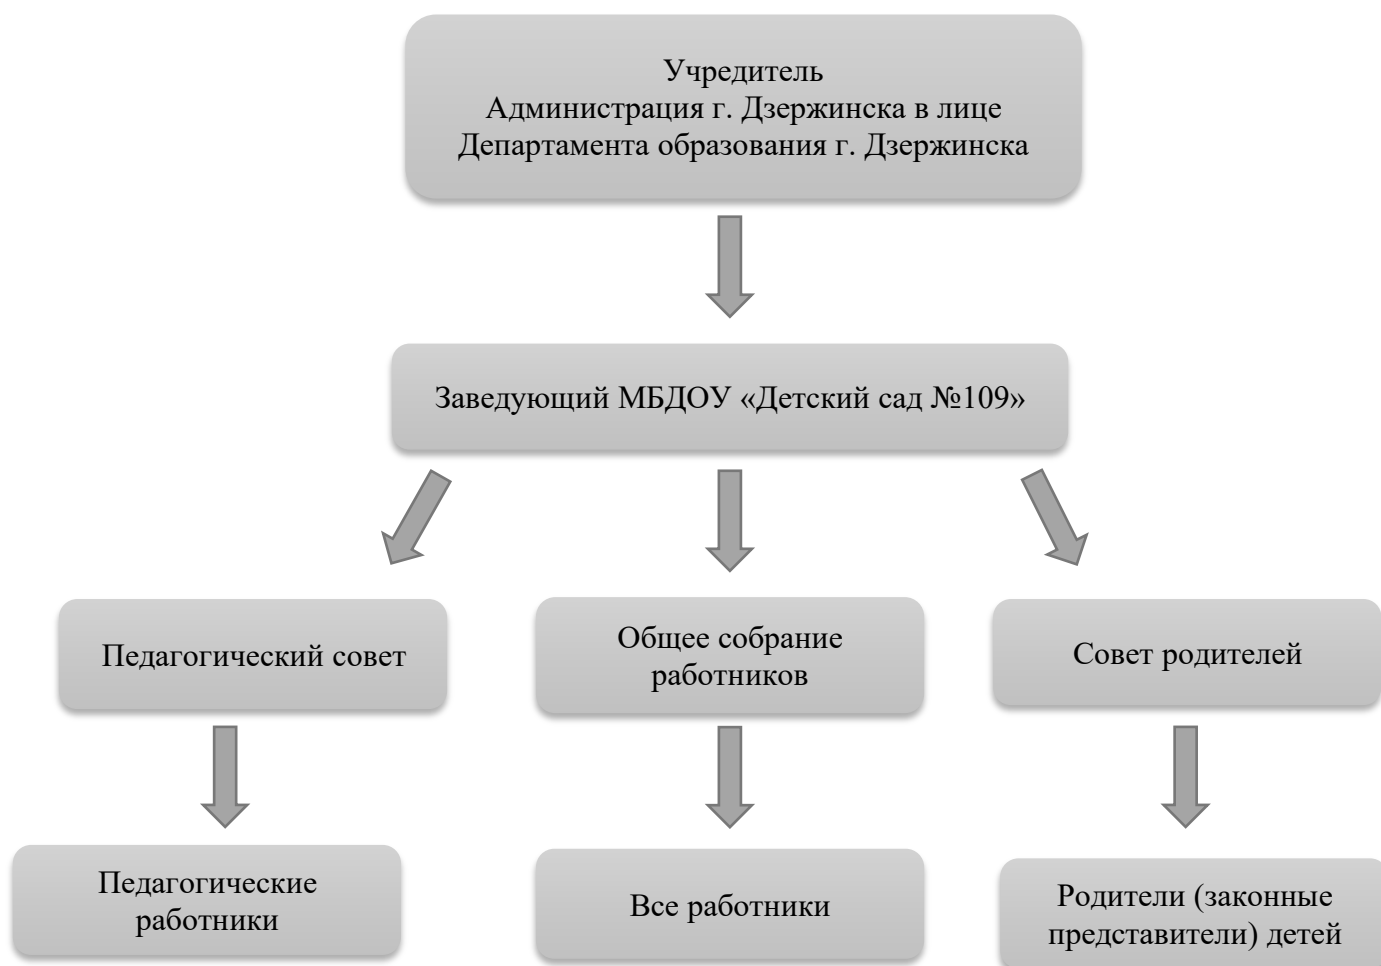 Учредитель
Администрация г. Дзержинска в лице
Департамента образования г. Дзержинска
Заведующий МБДОУ «Детский сад №109»
Педагогический совет
Общее собрание
работников
Совет родителей
Педагогические
работники
Все работники
Родители (законные
представители) детей